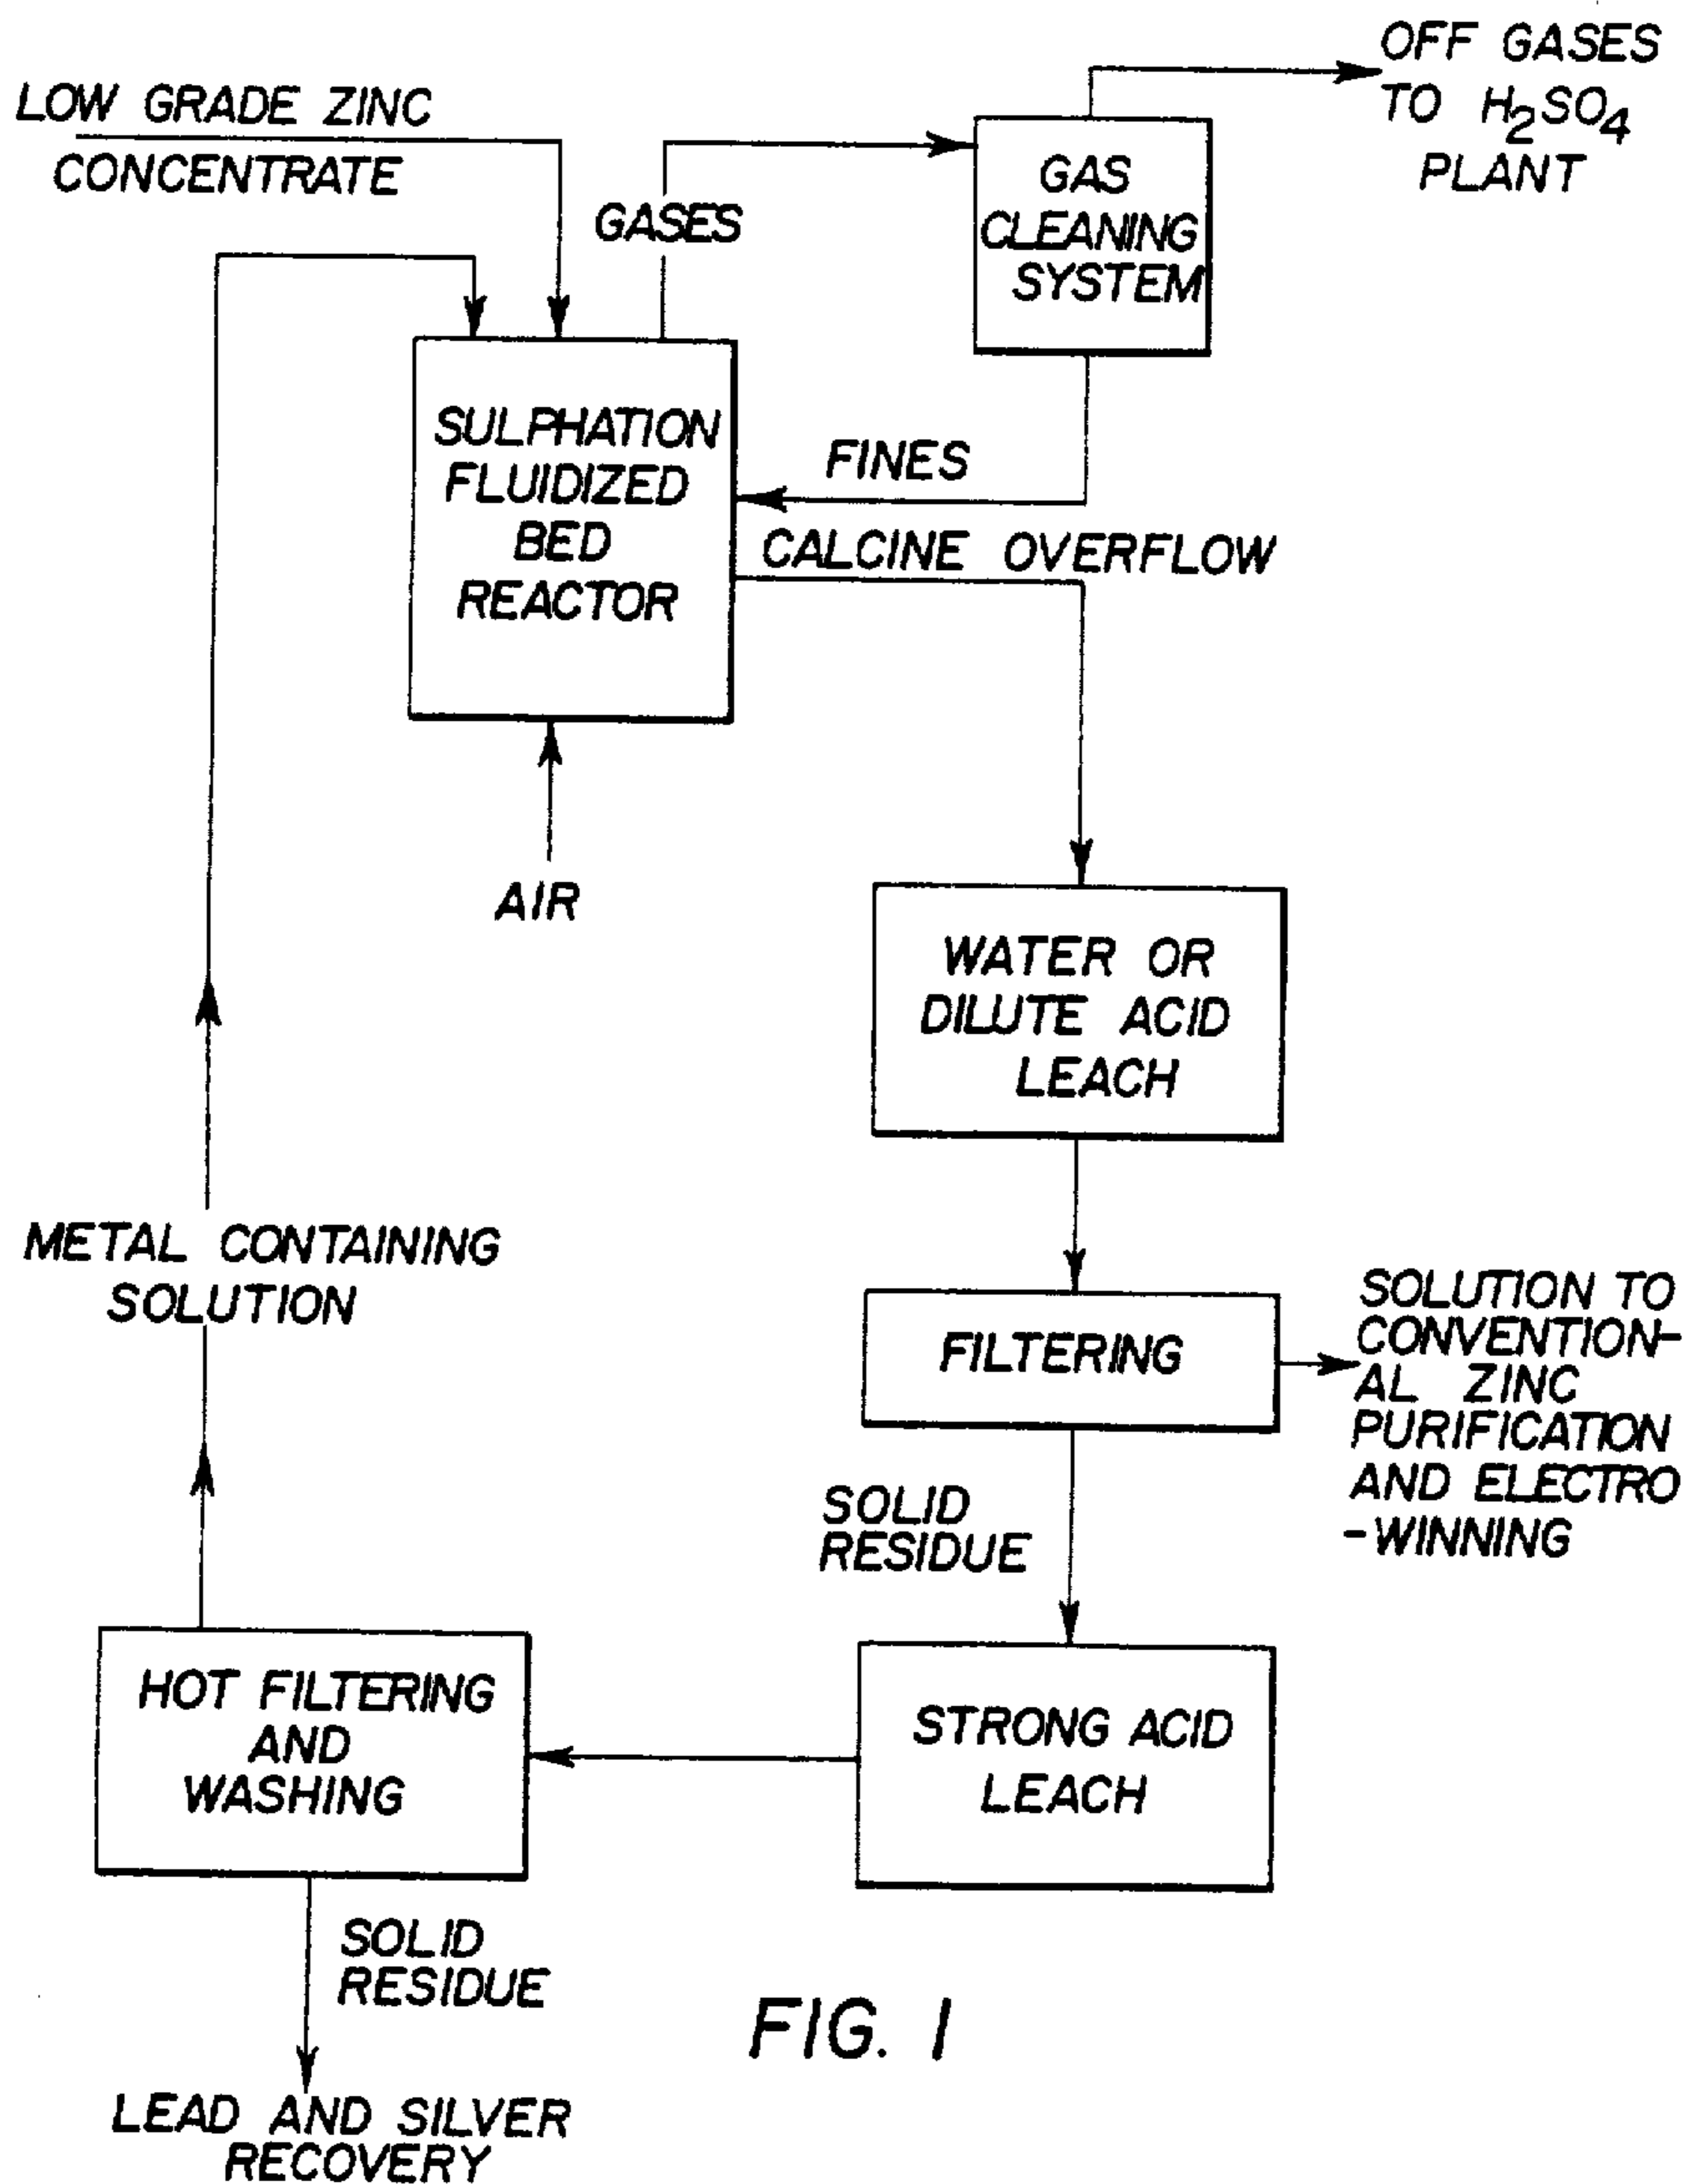 OFF GASES
TO H₂SO₄
PLANT
LOW GRADE ZINC
CONCENTRATE
GASES
GAS
CLEANING
SYSTEM
SULPHATION
FLUIDIZED
BED
REACTOR
FINES
CALCINE OVERFLOW
AIR
WATER OR
DILUTE ACID
LEACH
METAL CONTAINING
SOLUTION
FILTERING
SOLUTION TO
CONVENTION-
AL ZINC
PURIFICATION
AND ELECTRO
-WINNING
SOLID
RESIDUE
HOT FILTERING
AND
WASHING
STRONG ACID
LEACH
SOLID
RESIDUE
LEAD AND SILVER
RECOVERY
FIG. 1